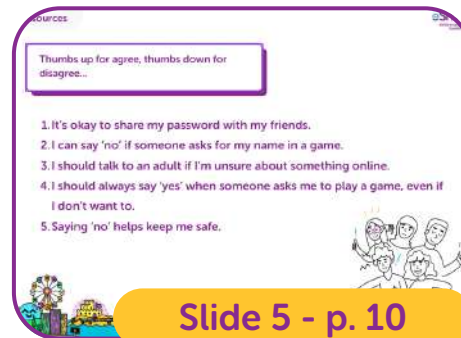 ources
Thumbs up for agree, thumbs down for
disagree...
1. It's okay to share my password with my friends.
2. I can say 'no' if someone asks for my name in a game.
3. I should talk to an adult if I'm unsure about something online.
4. I should always say 'yes' when someone asks me to play a game, even if
I don't want to.
5. Saying 'no' helps keep me safe.
Slide 5 - p. 10